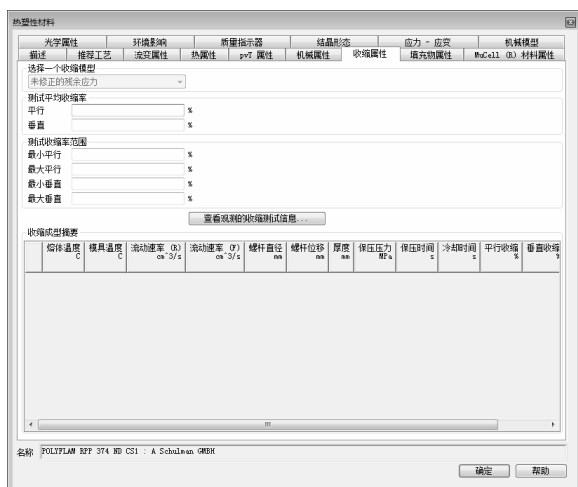 热塑性材料
光学属性 环境影响 质量指示器 结晶形态 应力 - 应变 机械模型
描述 推荐工艺 流变属性 热属性 pvT 属性 机械属性 收缩属性 填充物属性 MuCell (R) 材料属性
选择一个收缩模型
未修正的残余应力
测试平均收缩率
平行 %
垂直 %
测试收缩率范围
最小平行 %
最大平行 %
最小垂直 %
最大垂直 %
查看观测的收缩测试信息...
收缩成型摘要
熔体温度 模具温度 流动速率 (R) 流动速率 (F) 螺杆直径 螺杆位移 厚度 保压压力 保压时间 冷却时间 平行收缩 垂直收缩
C C cm^3/s cm^3/s mm mm mm MPa s s % %
名称 POLYFLAM RPP 374 ND CS1 : A Schulman GMBH
确定 帮助